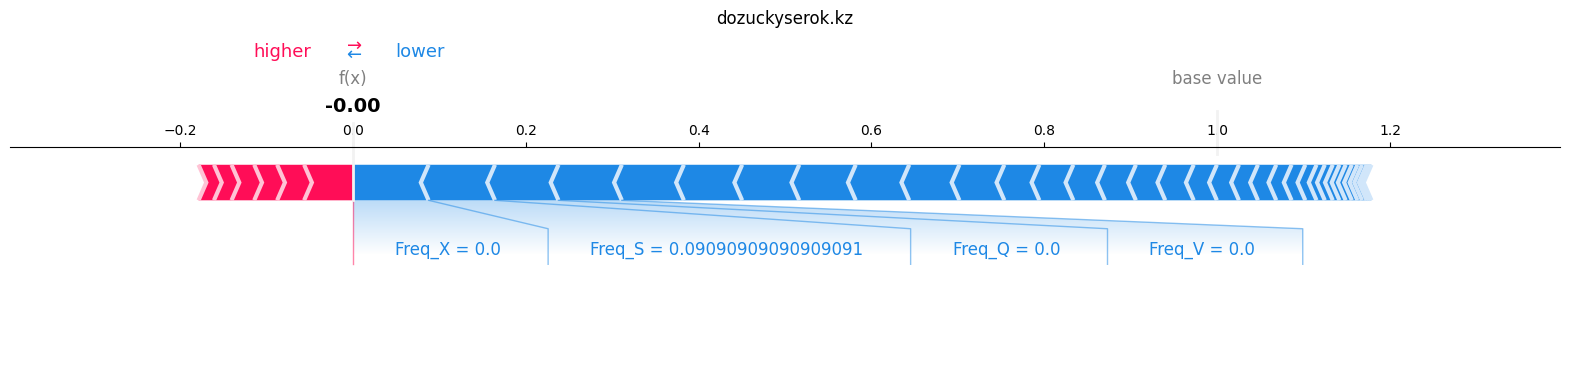 dozuckyserok.kz
higher → ← lower
f(x) base value
-0.00
−0.2 0.0 0.2 0.4 0.6 0.8 1.0 1.2
Freq_X = 0.0 Freq_S = 0.09090909090909091 Freq_Q = 0.0 Freq_V = 0.0